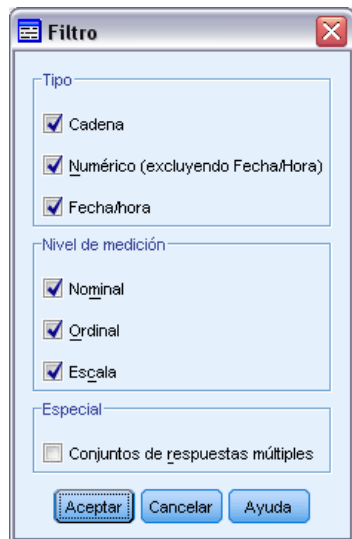 Filtro
Tipo
Cadena
Numérico (excluyendo Fecha/Hora)
Fecha/hora
Nivel de medición
Nominal
Ordinal
Escala
Especial
Conjuntos de respuestas múltiples
Aceptar Cancelar Ayuda